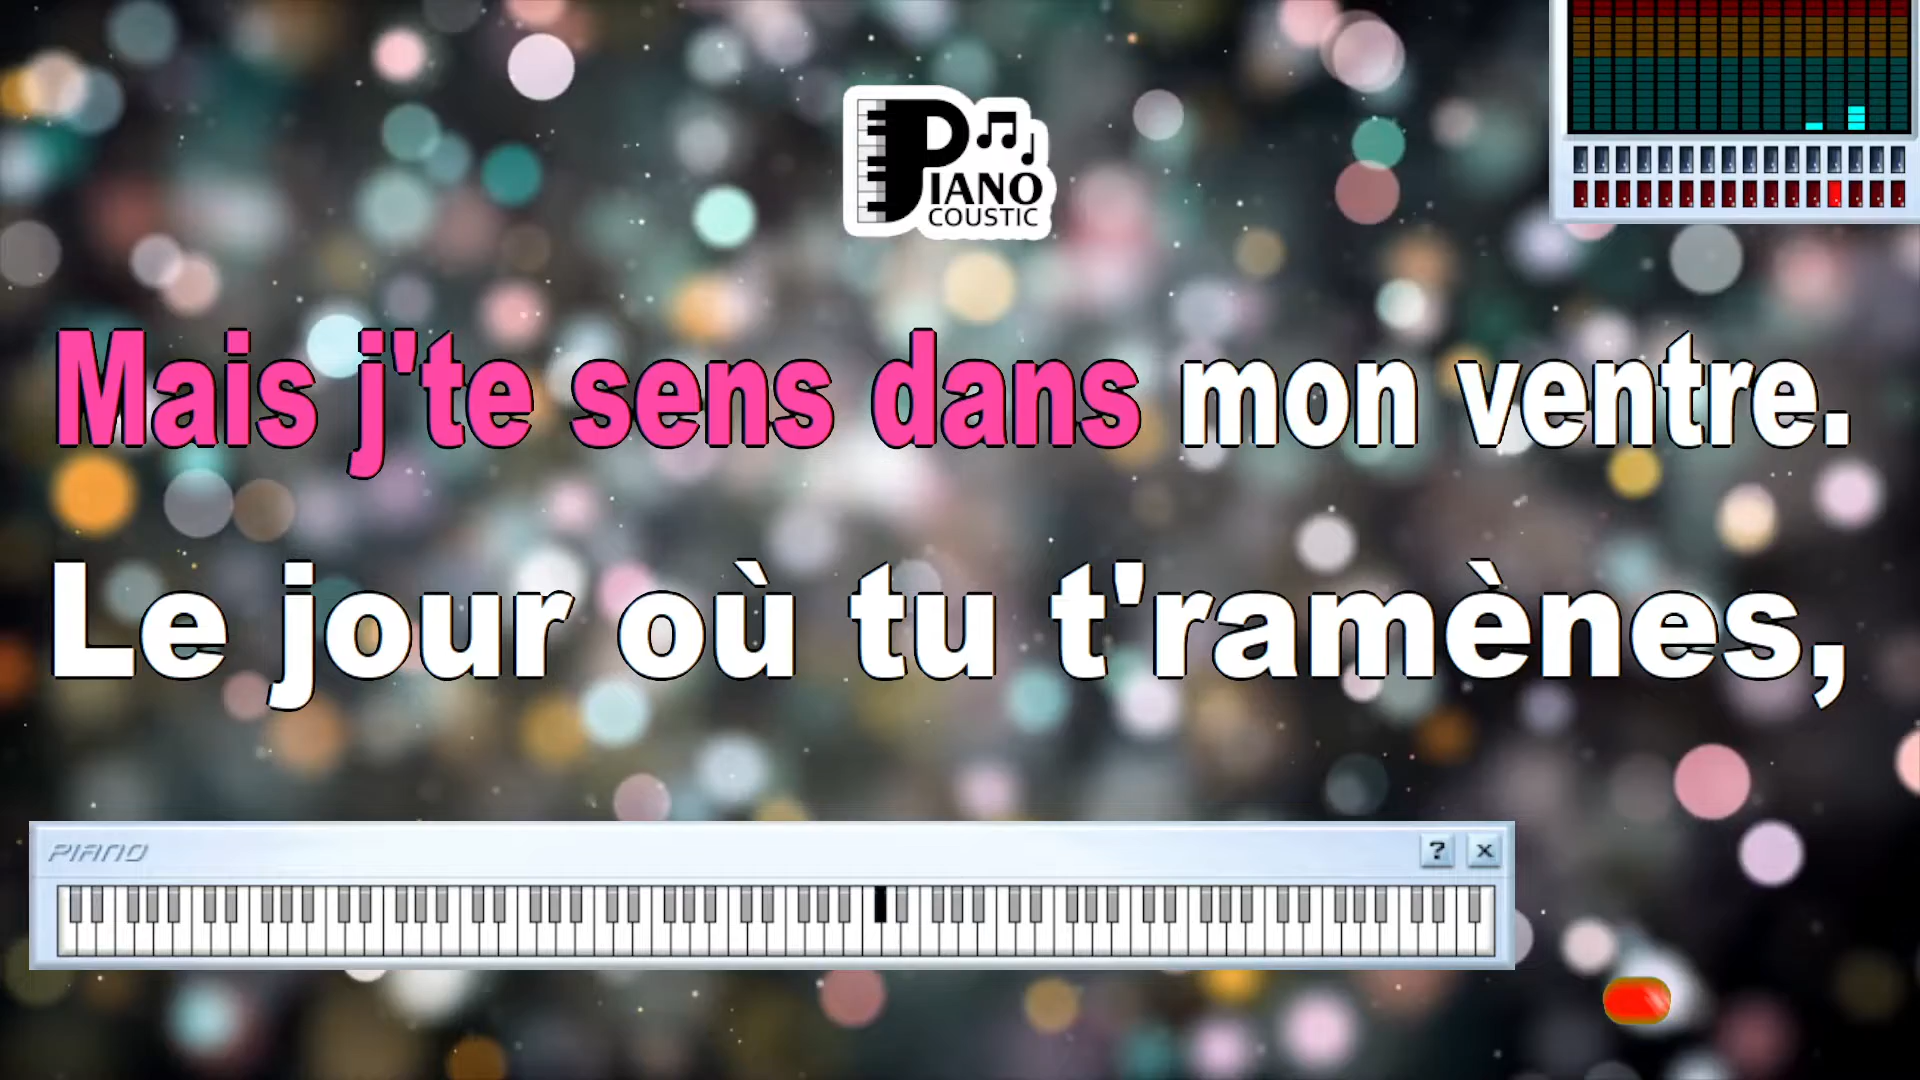 PIANO
COUSTIC
Mais j'te sens dans mon ventre.
Le jour où tu t'ramènes,
PIANO
? X